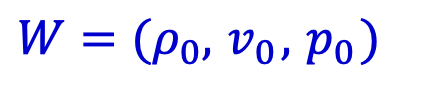 W = (ρ₀, v₀, p₀)